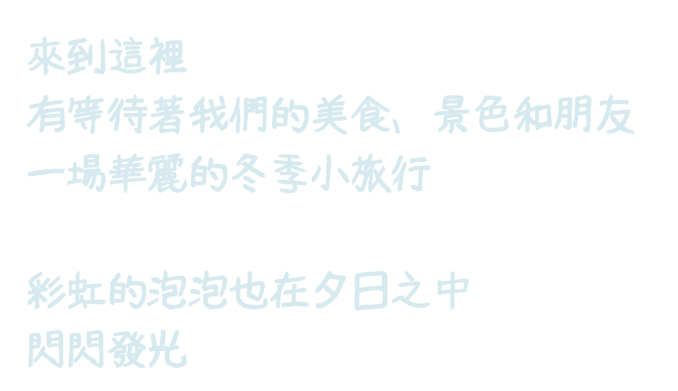 來到這裡
有等待著我們的美食、景色和朋友
一場華麗的冬季小旅行
彩虹的泡泡也在夕日之中
閃閃發光